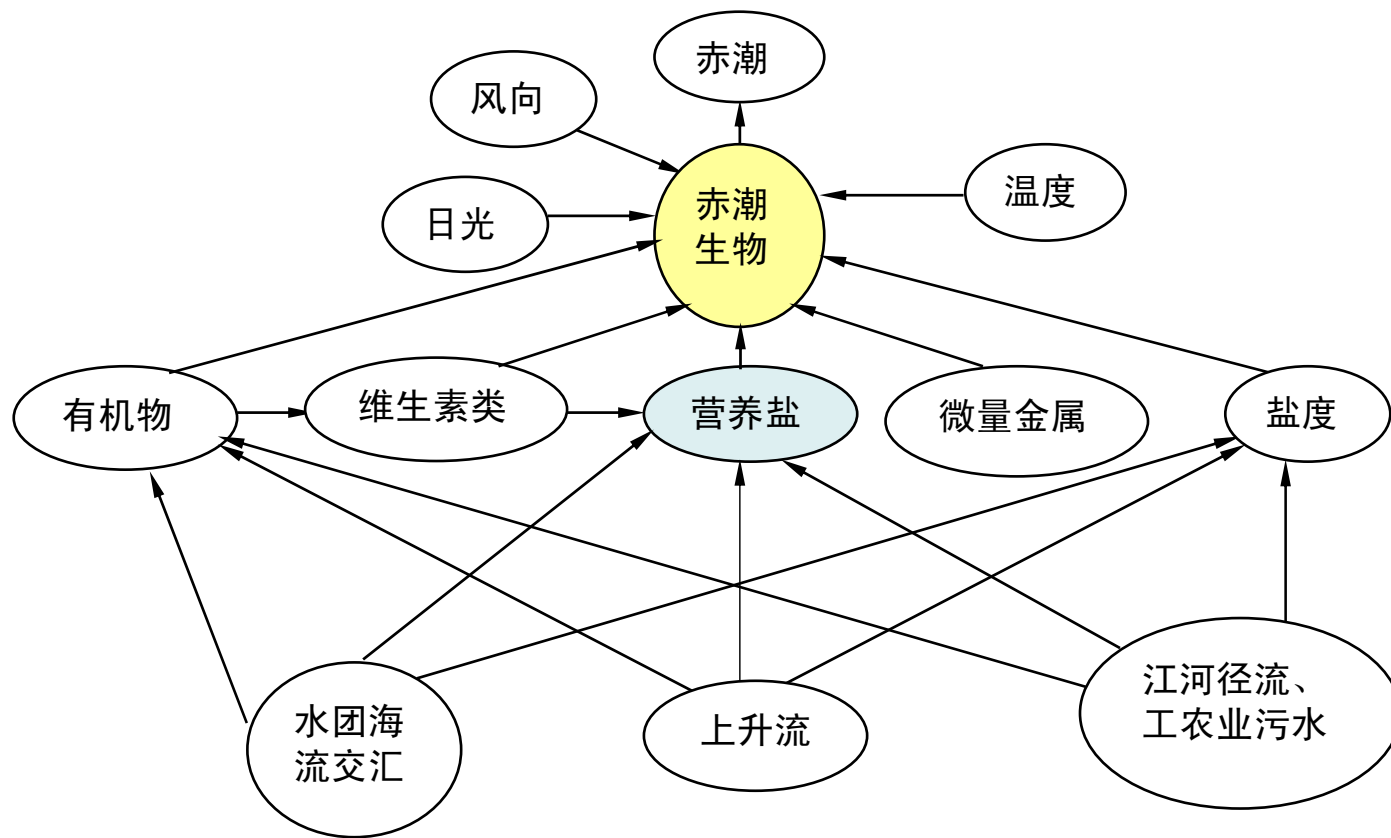 赤潮
风向
温度
日光
赤潮
生物
有机物
维生素类
营养盐
微量金属
盐度
水团海
流交汇
上升流
江河径流、
工农业污水